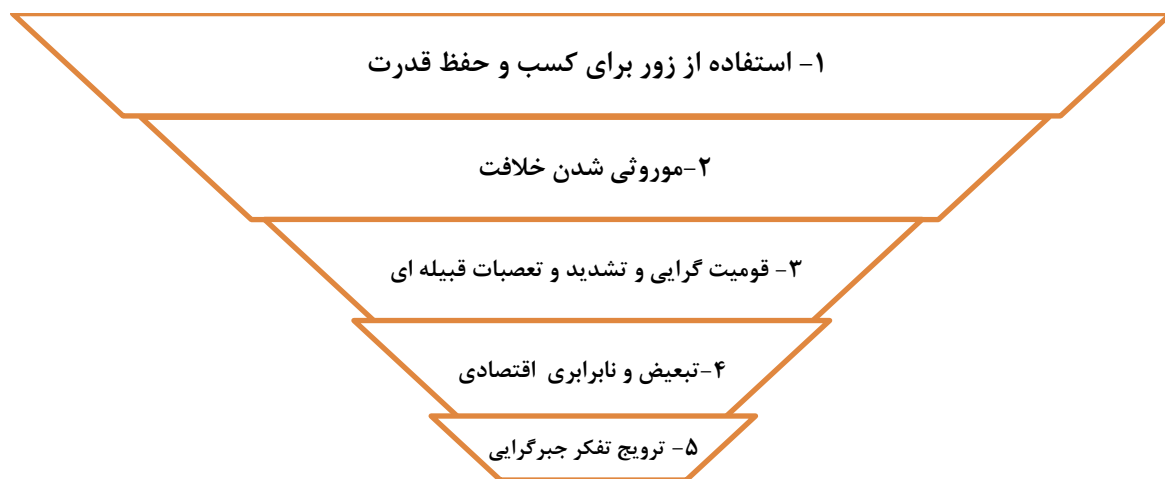 ۱- استفاده از زور برای کسب و حفظ قدرت
۲-موروثی شدن خلافت
۳- قومیت گرایی و تشدید و تعصبات قبیله ای
۴-تبعیض و نابرابری اقتصادی
۵- ترویج تفکر جبرگرایی